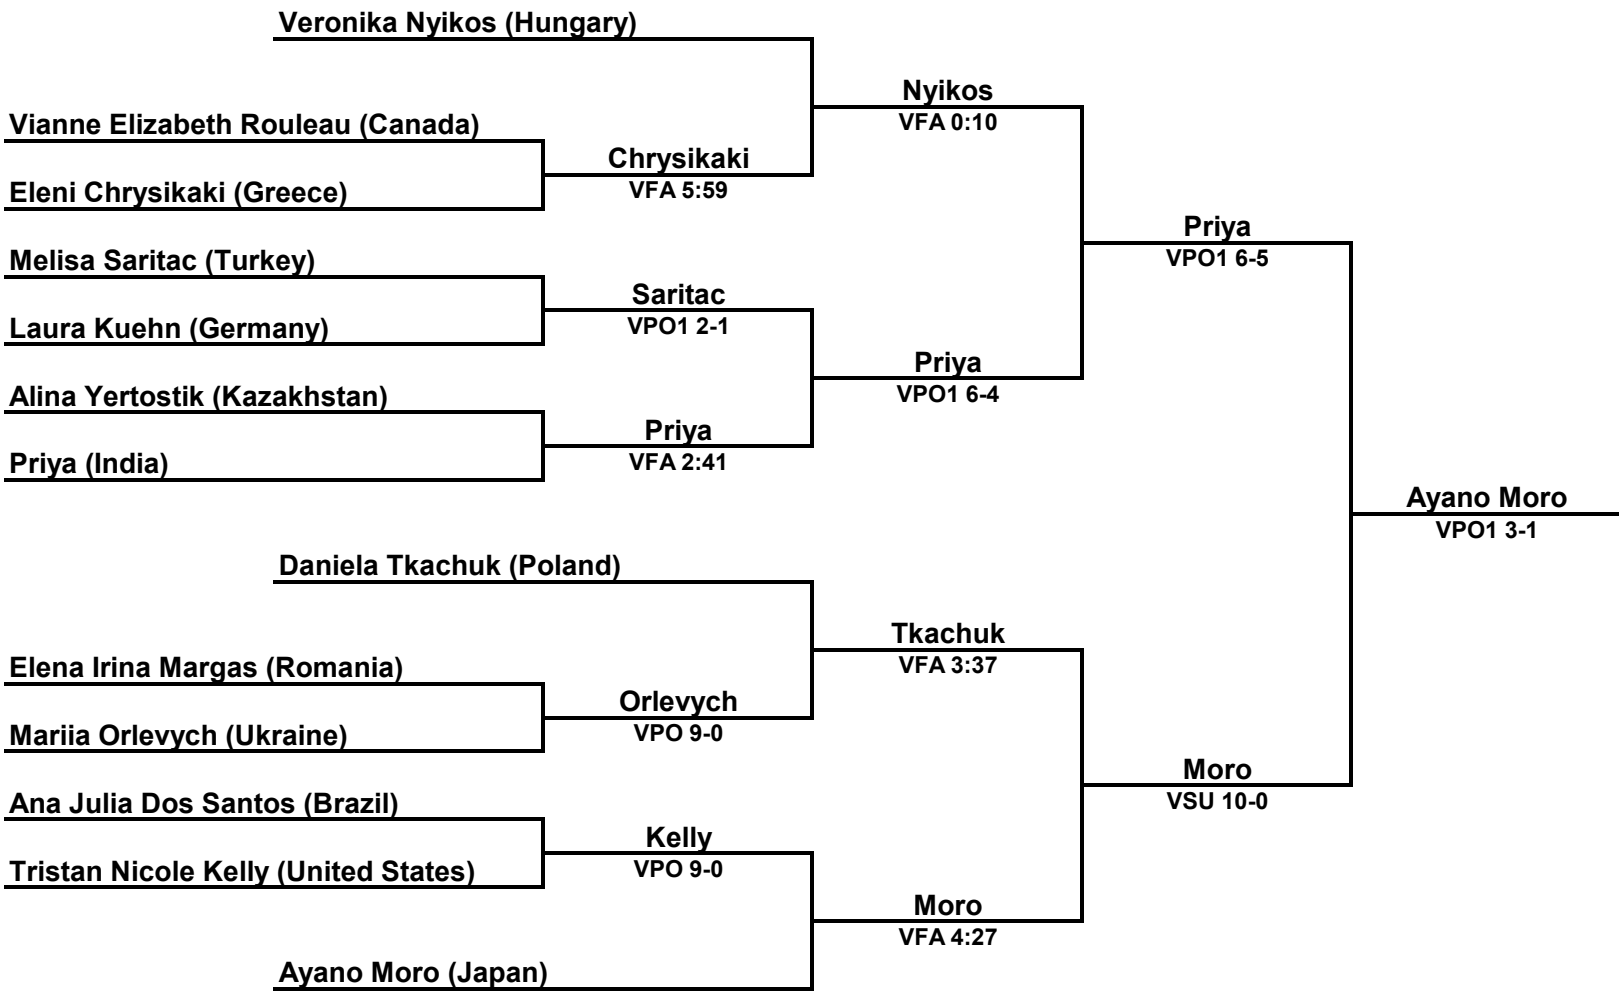 Veronika Nyikos (Hungary)
Nyikos
VFA 0:10
Vianne Elizabeth Rouleau (Canada)
Chrysikaki
VFA 5:59
Eleni Chrysikaki (Greece)
Priya
VPO1 6-5
Melisa Saritac (Turkey)
Saritac
VPO1 2-1
Laura Kuehn (Germany)
Priya
VPO1 6-4
Alina Yertostik (Kazakhstan)
Priya
VFA 2:41
Priya (India)
Ayano Moro
VPO1 3-1
Daniela Tkachuk (Poland)
Tkachuk
VFA 3:37
Elena Irina Margas (Romania)
Orlevych
VPO 9-0
Mariia Orlevych (Ukraine)
Moro
VSU 10-0
Ana Julia Dos Santos (Brazil)
Kelly
VPO 9-0
Tristan Nicole Kelly (United States)
Moro
VFA 4:27
Ayano Moro (Japan)